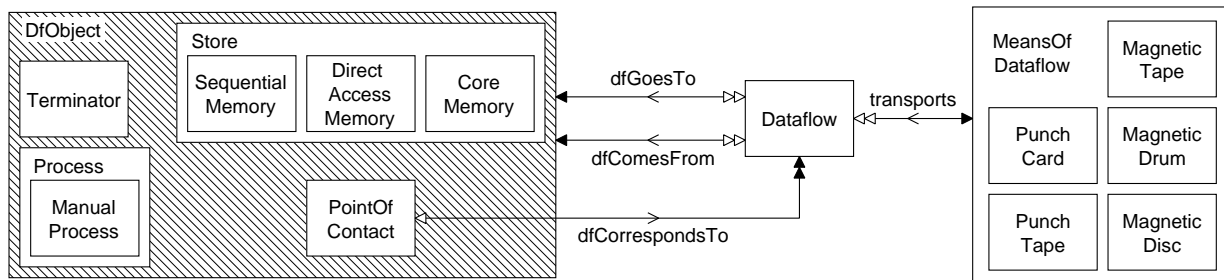 DfObject
Store
Sequential
Memory
Direct
Access
Memory
Core
Memory
Terminator
Process
Manual
Process
PointOf
Contact
dfGoesTo
dfComesFrom
dfCorrespondsTo
Dataflow
transports
MeansOf
Dataflow
Magnetic
Tape
Punch
Card
Magnetic
Drum
Punch
Tape
Magnetic
Disc